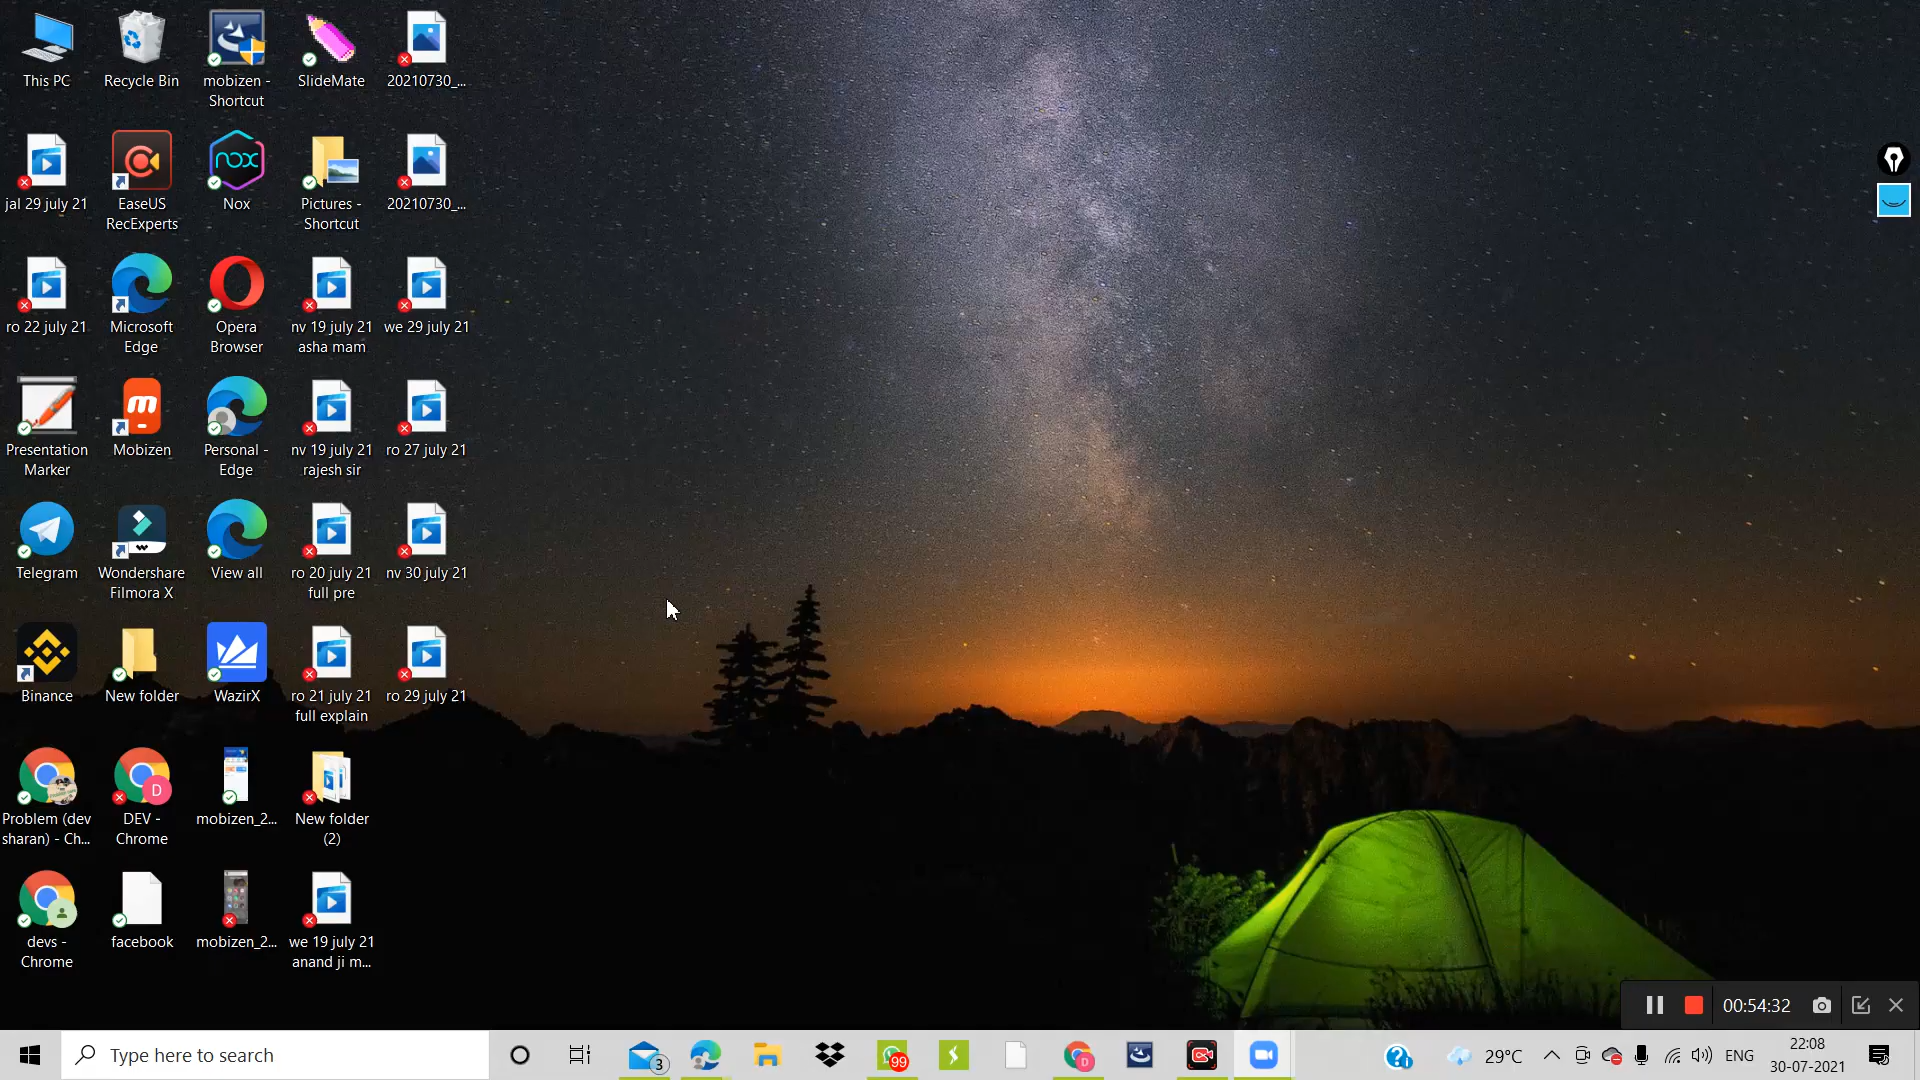 This PC
Recycle Bin
mobizen -
Shortcut
SlideMate
20210730_...
jal 29 july 21
EaseUS
RecExperts
nox
Nox
Pictures -
Shortcut
20210730_...
ro 22 july 21
Microsoft
Edge
Opera
Browser
nv 19 july 21
asha mam
we 29 july 21
Presentation
Marker
m
Mobizen
Personal -
Edge
nv 19 july 21
rajesh sir
ro 27 july 21
Telegram
Wondershare
Filmora X
View all
ro 20 july 21
full pre
nv 30 july 21
Binance
New folder
WazirX
ro 21 july 21
full explain
ro 29 july 21
Problem (dev
sharan) - Ch...
D
DEV -
Chrome
mobizen_2...
New folder
(2)
devs -
Chrome
facebook
mobizen_2...
we 19 july 21
anand ji m...
00:54:32
Type here to search
3
99
D
29°C
ENG
22:08
30-07-2021